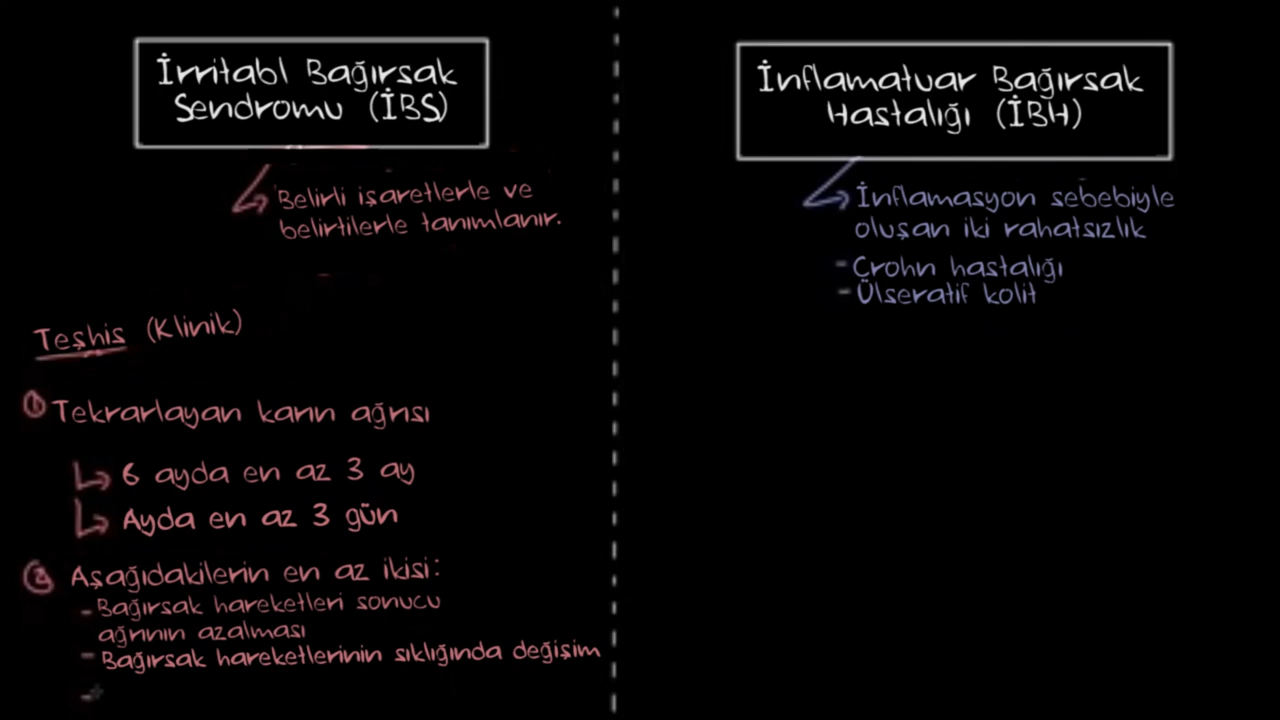 İrritabl Bağırsak
Sendromu (İBS)
Belirli işaretlerle ve
belirtilerle tanımlanır.
Teşhis (Klinik)
① Tekrarlayan karın ağrısı
↳ 6 ayda en az 3 ay
↳ Ayda en az 3 gün
② Aşağıdakilerin en az ikisi:
- Bağırsak hareketleri sonucu
ağrının azalması
- Bağırsak hareketlerinin sıklığında değişim
-
İnflamatuar Bağırsak
Hastalığı (İBH)
İnflamasyon sebebiyle
oluşan iki rahatsızlık
- Crohn hastalığı
- Ülseratif kolit